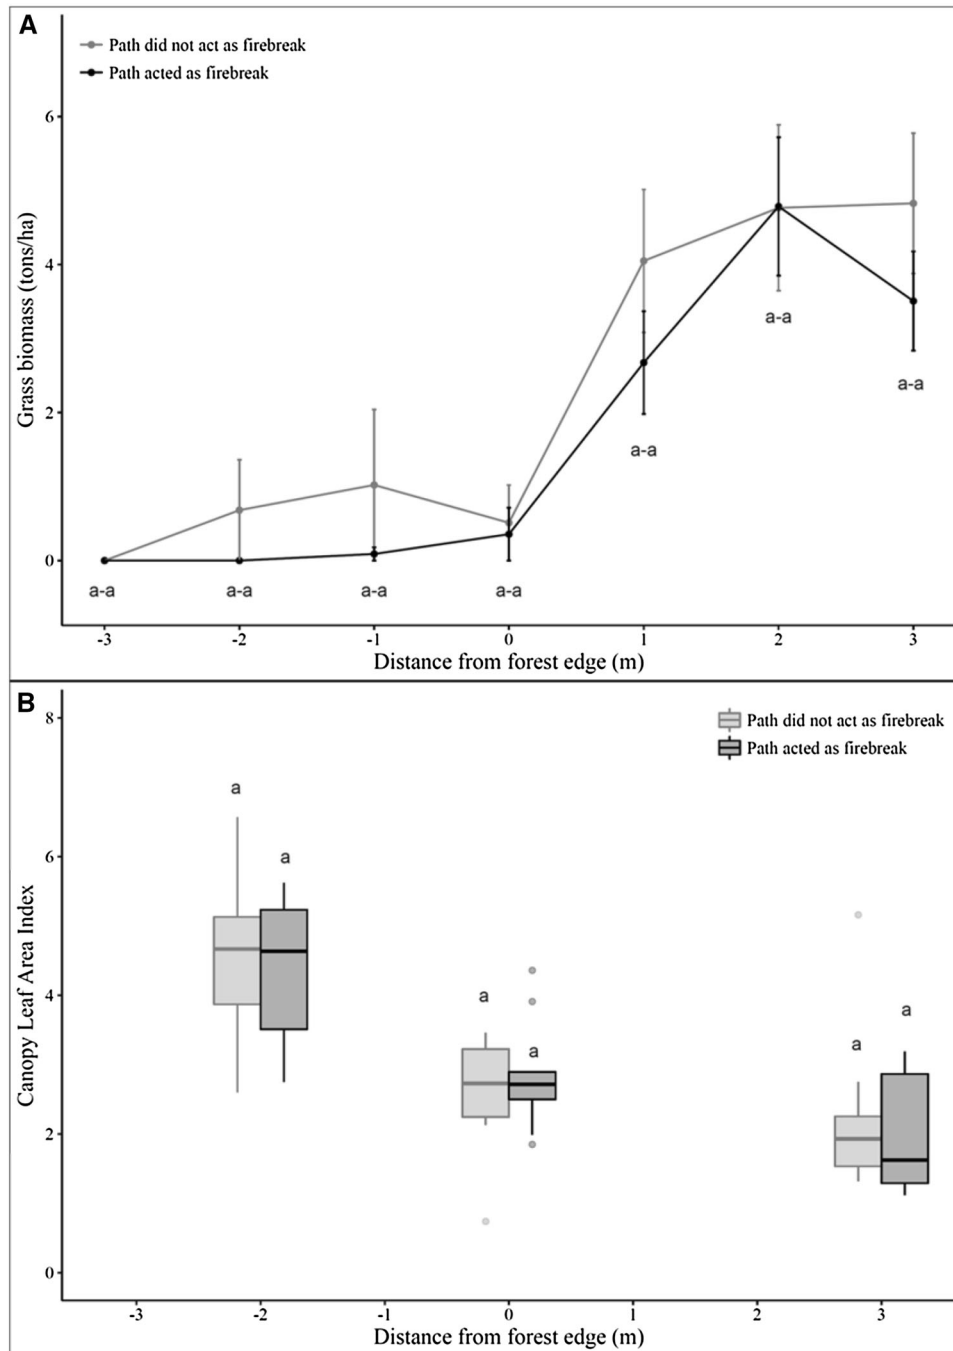 A
Path did not act as firebreak
Path acted as firebreak
6
4
2
0
Grass biomass (tons/ha)
a-a
a-a
a-a
a-a
a-a
a-a
a-a
-3 -2 -1 0 1 2 3
Distance from forest edge (m)
B
Path did not act as firebreak
Path acted as firebreak
8
6
4
2
0
Canopy Leaf Area Index
a
a
a
a
a
a
-3 -2 -1 0 1 2 3
Distance from forest edge (m)